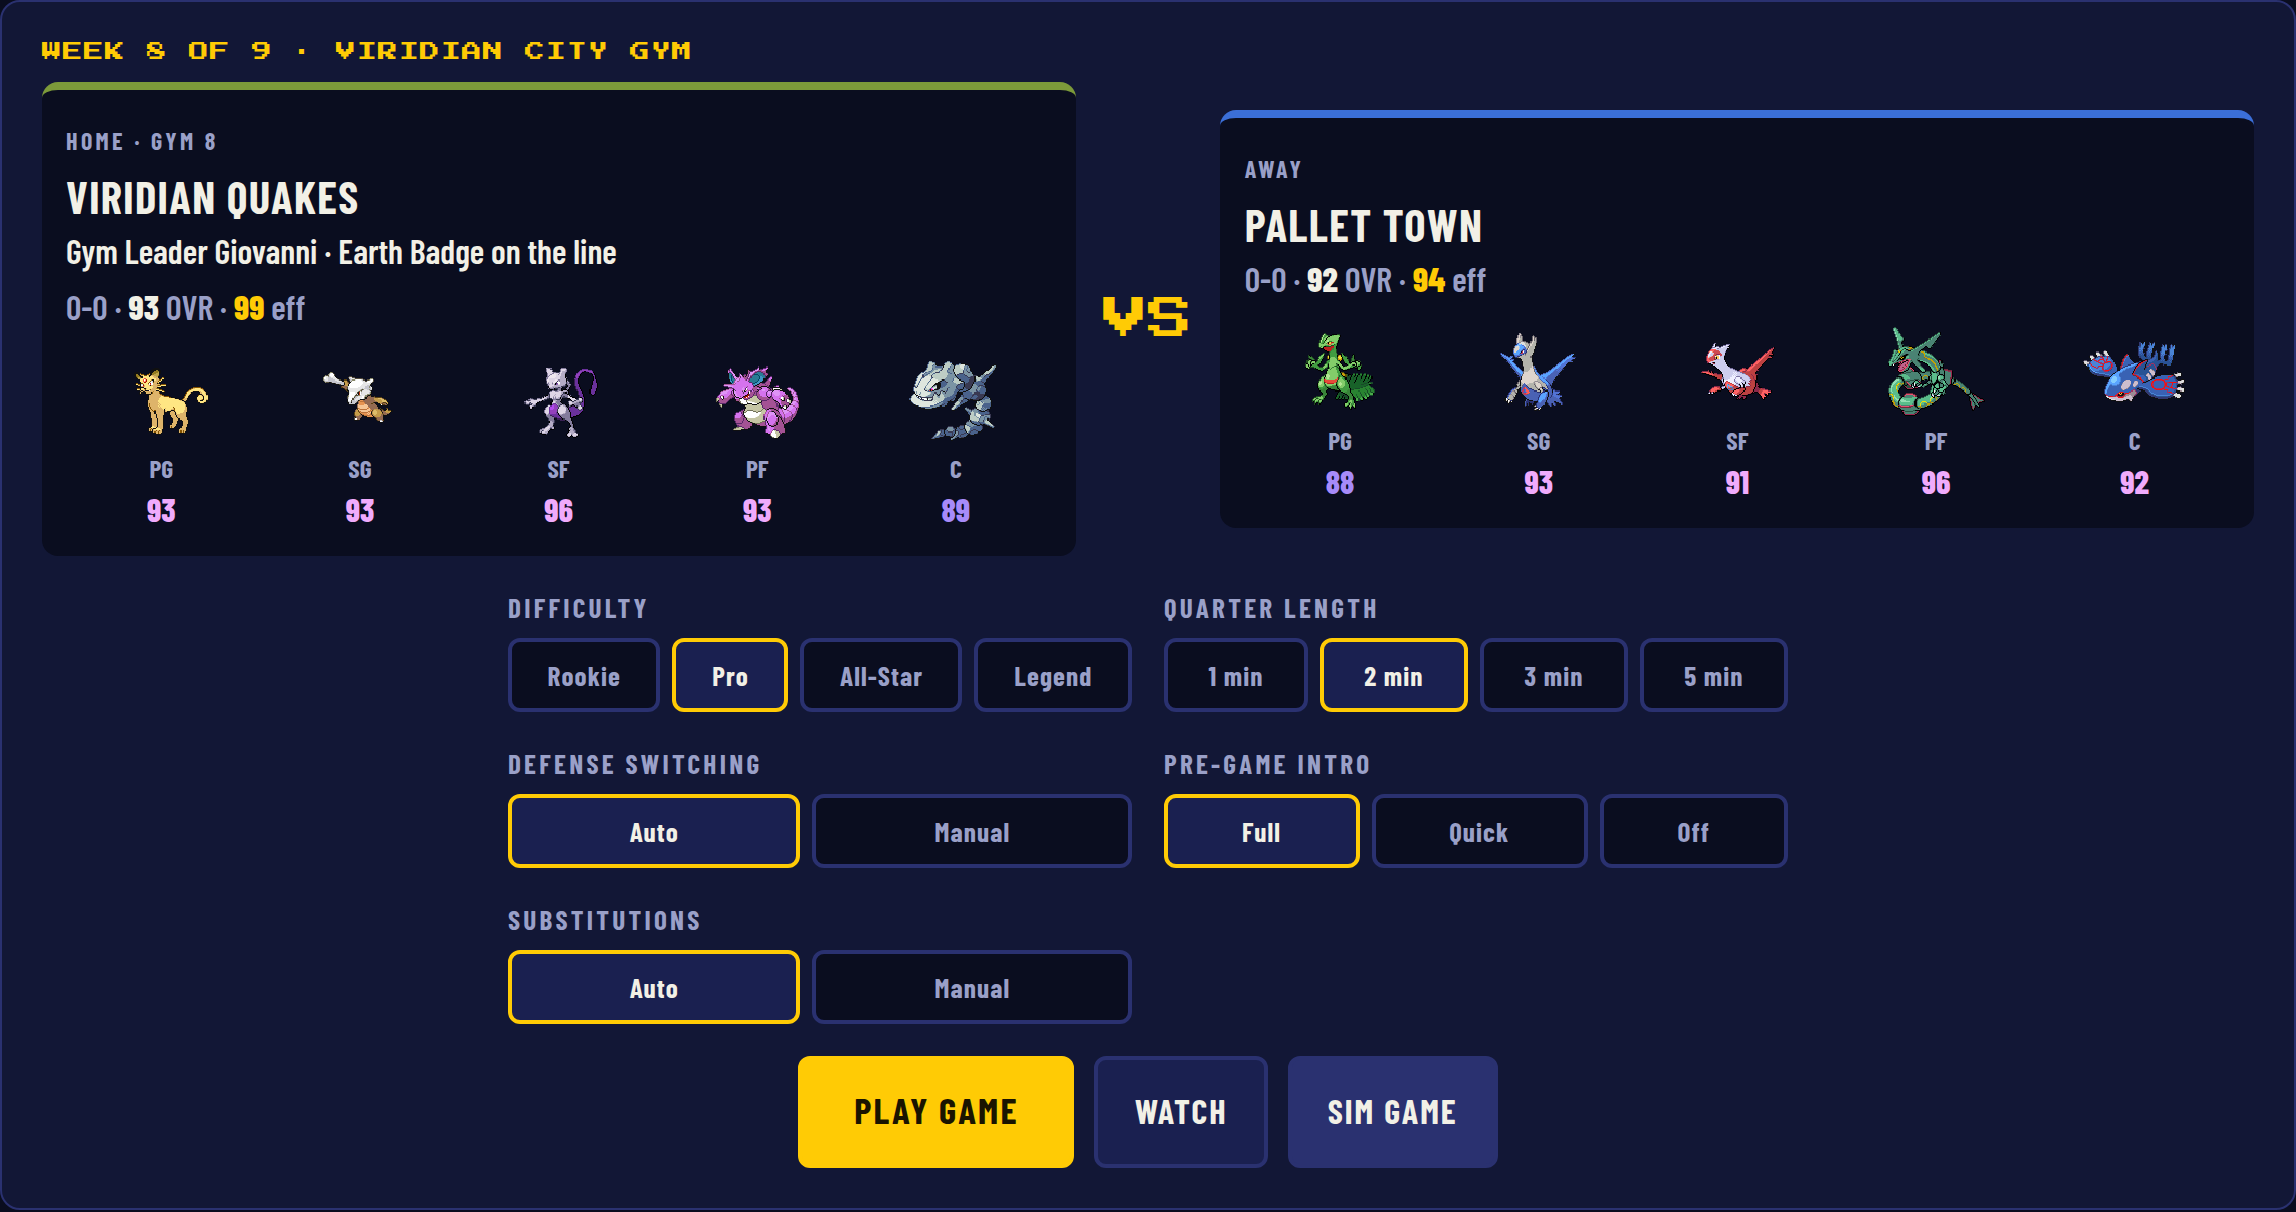 WEEK 8 OF 9 · VIRIDIAN CITY GYM
HOME · GYM 8
VIRIDIAN QUAKES
Gym Leader Giovanni · Earth Badge on the line
0-0 · 93 OVR · 99 eff
PG SG SF PF C
93 93 96 93 89
VS
AWAY
PALLET TOWN
0-0 · 92 OVR · 94 eff
PG SG SF PF C
88 93 91 96 92
DIFFICULTY
Rookie Pro All-Star Legend
QUARTER LENGTH
1 min 2 min 3 min 5 min
DEFENSE SWITCHING
Auto Manual
PRE-GAME INTRO
Full Quick Off
SUBSTITUTIONS
Auto Manual
PLAY GAME WATCH SIM GAME